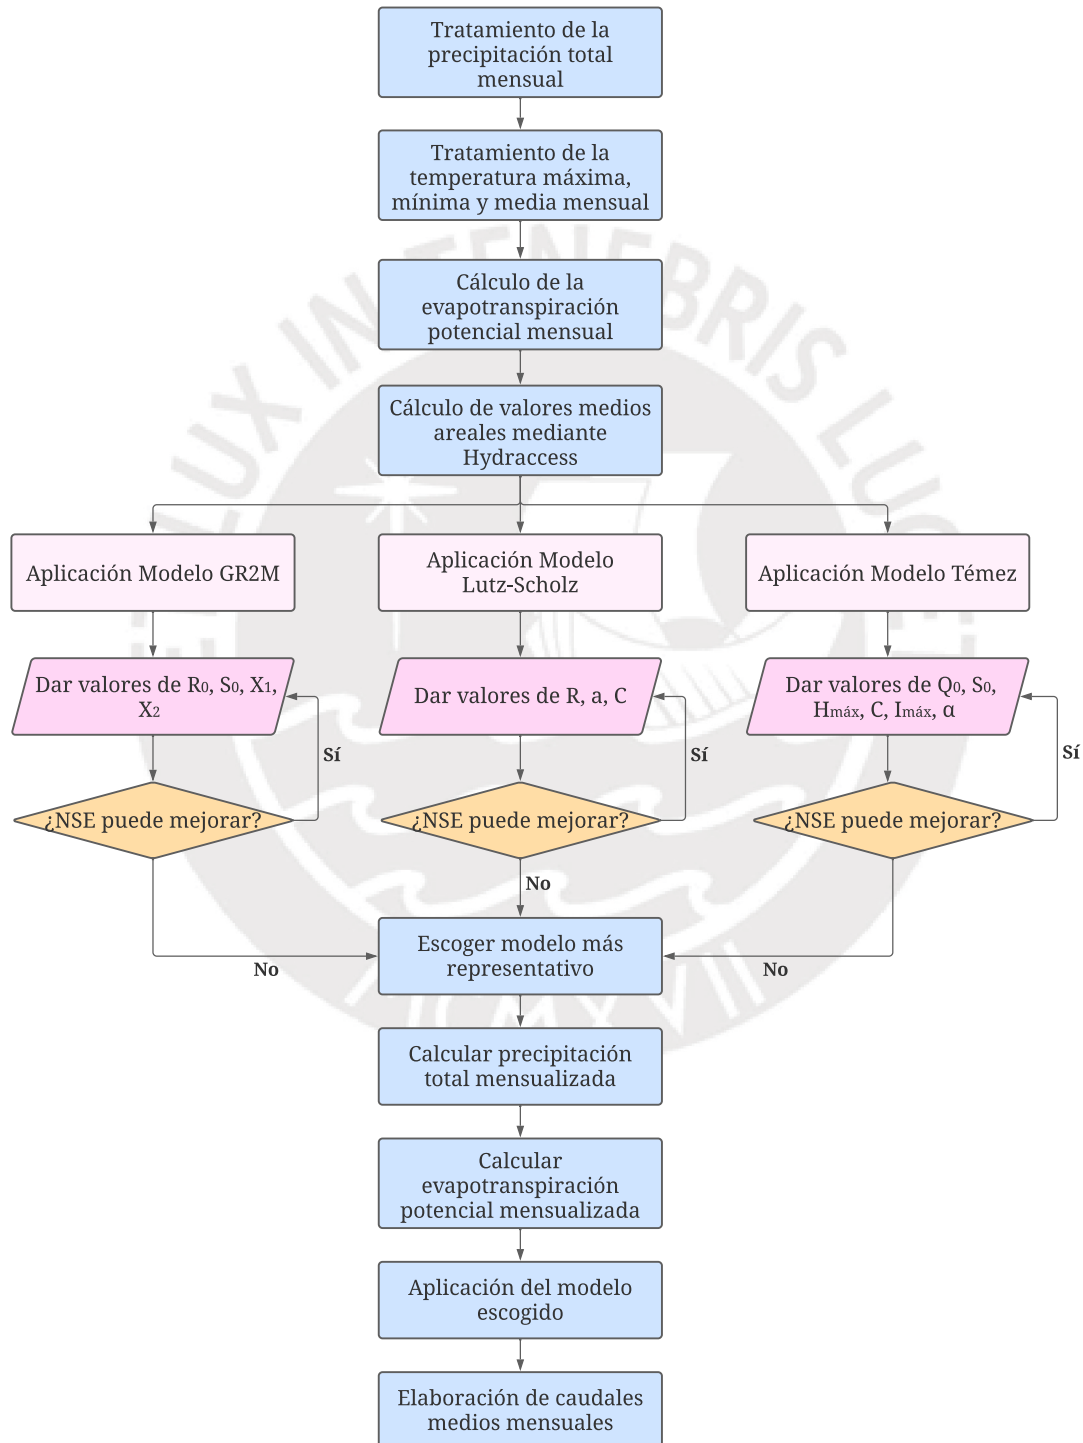 Tratamiento de la
precipitación total
mensual
Tratamiento de la
temperatura máxima,
mínima y media mensual
Cálculo de la
evapotranspiración
potencial mensual
Cálculo de valores medios
areales mediante
Hydraccess
Aplicación Modelo GR2M
Aplicación Modelo
Lutz-Scholz
Aplicación Modelo Témez
Dar valores de R₀, S₀, X₁,
X₂
Dar valores de R, a, C
Dar valores de Q₀, S₀,
Hmáx, C, Imáx, α
Sí
Sí
Sí
¿NSE puede mejorar?
¿NSE puede mejorar?
¿NSE puede mejorar?
No
No
No
Escoger modelo más
representativo
Calcular precipitación
total mensualizada
Calcular
evapotranspiración
potencial mensualizada
Aplicación del modelo
escogido
Elaboración de caudales
medios mensuales
LUX IN TENEBRIS
MCMXVII